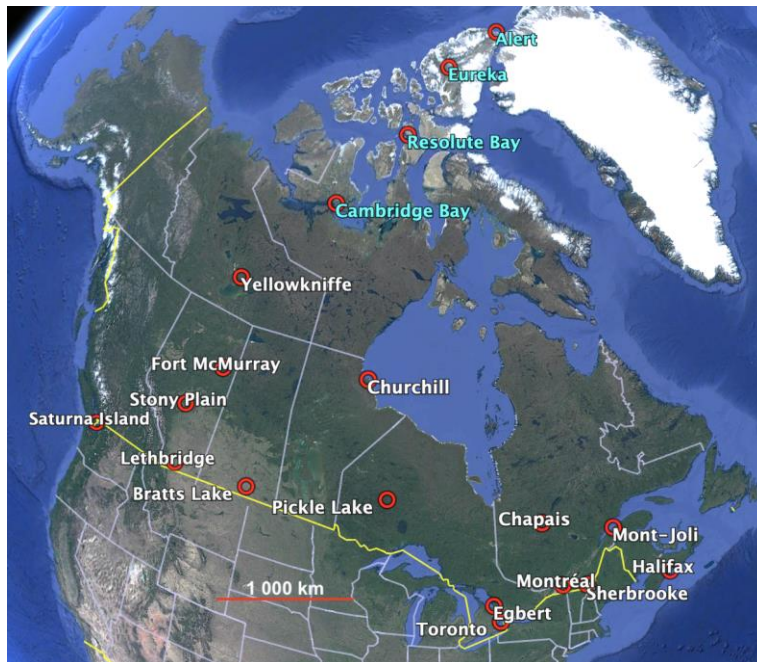 Alert
Eureka
Resolute Bay
Cambridge Bay
Yellowkniffe
Fort McMurray
Churchill
Stony Plain
Saturna Island
Lethbridge
Bratts Lake
Pickle Lake
Chapais
Mont-Joli
Halifax
Montréal
1 000 km
Sherbrooke
Egbert
Toronto